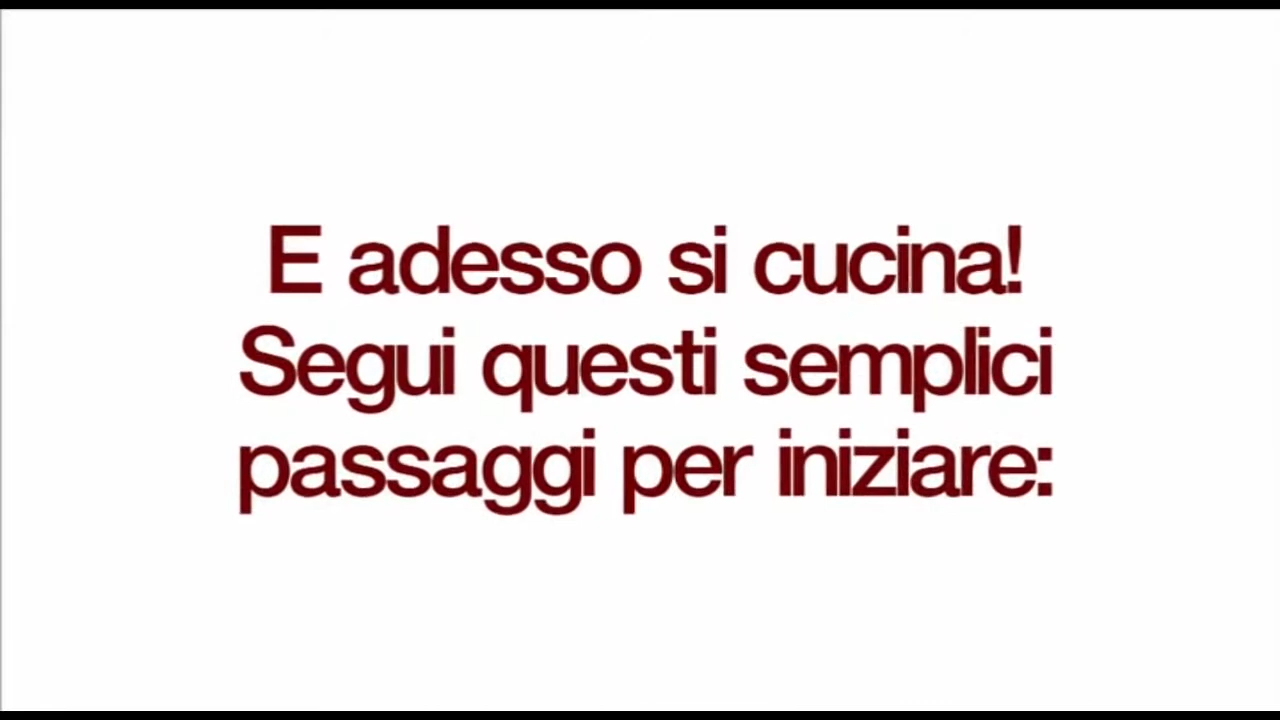 E adesso si cucina!
Segui questi semplici
passaggi per iniziare: